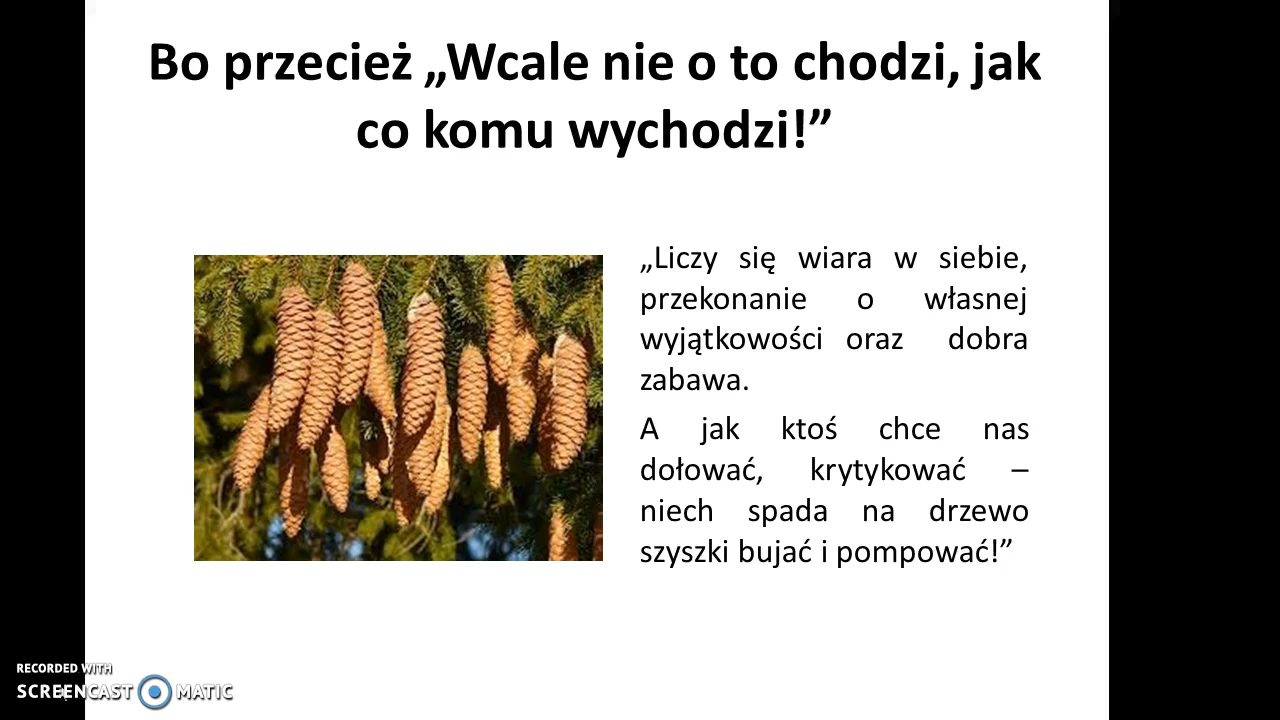 Bo przecież „Wcale nie o to chodzi, jak
co komu wychodzi!”
„Liczy się wiara w siebie,
przekonanie o własnej
wyjątkowości oraz dobra
zabawa.
A jak ktoś chce nas
dołować, krytykować –
niech spada na drzewo
szyszki bujać i pompować!”
RECORDED WITH
SCREENCAST MATIC